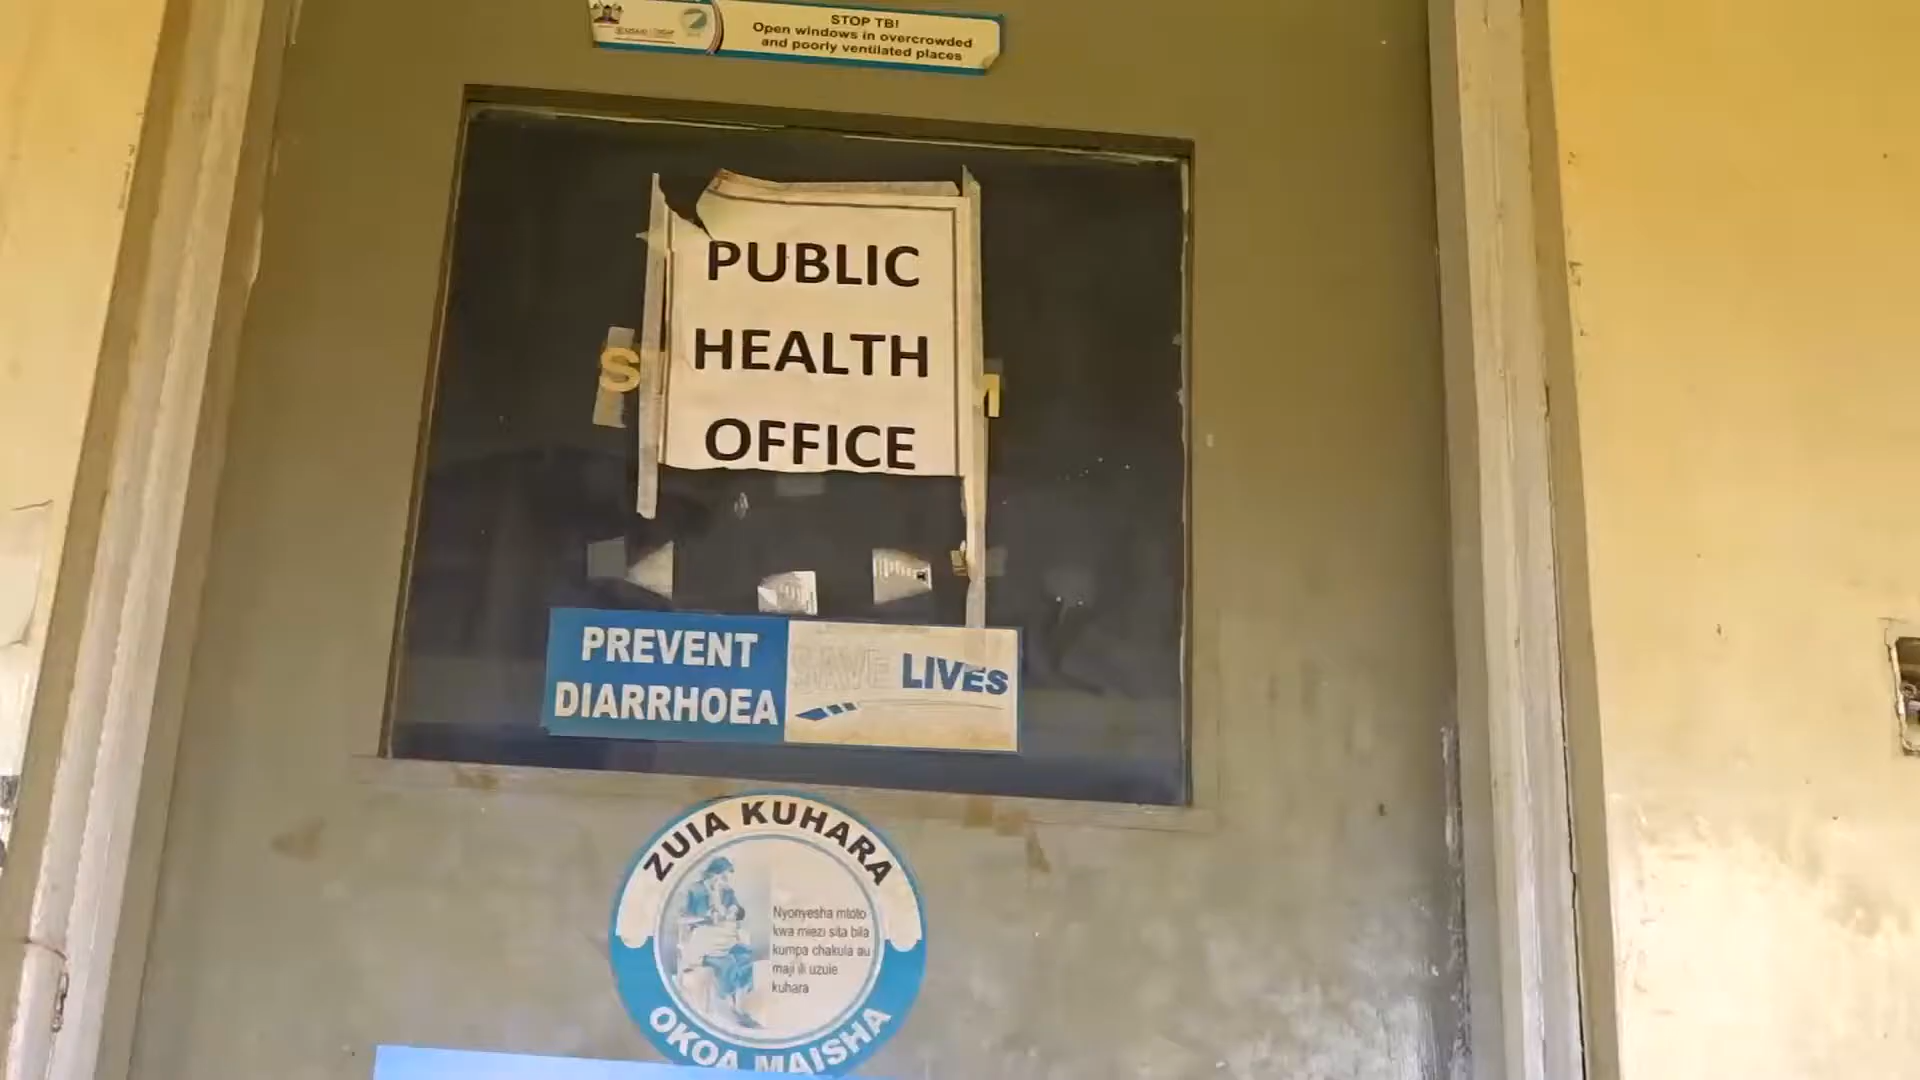 STOP TB!
Open windows in overcrowded
and poorly ventilated places
PUBLIC
HEALTH
OFFICE
PREVENT
DIARRHOEA
SAVE LIVES
ZUIA KUHARA
Nyonyesha mtoto
kwa miezi sita bila
kumpa chakula au
maji ili uzuie
kuhara
OKOA MAISHA